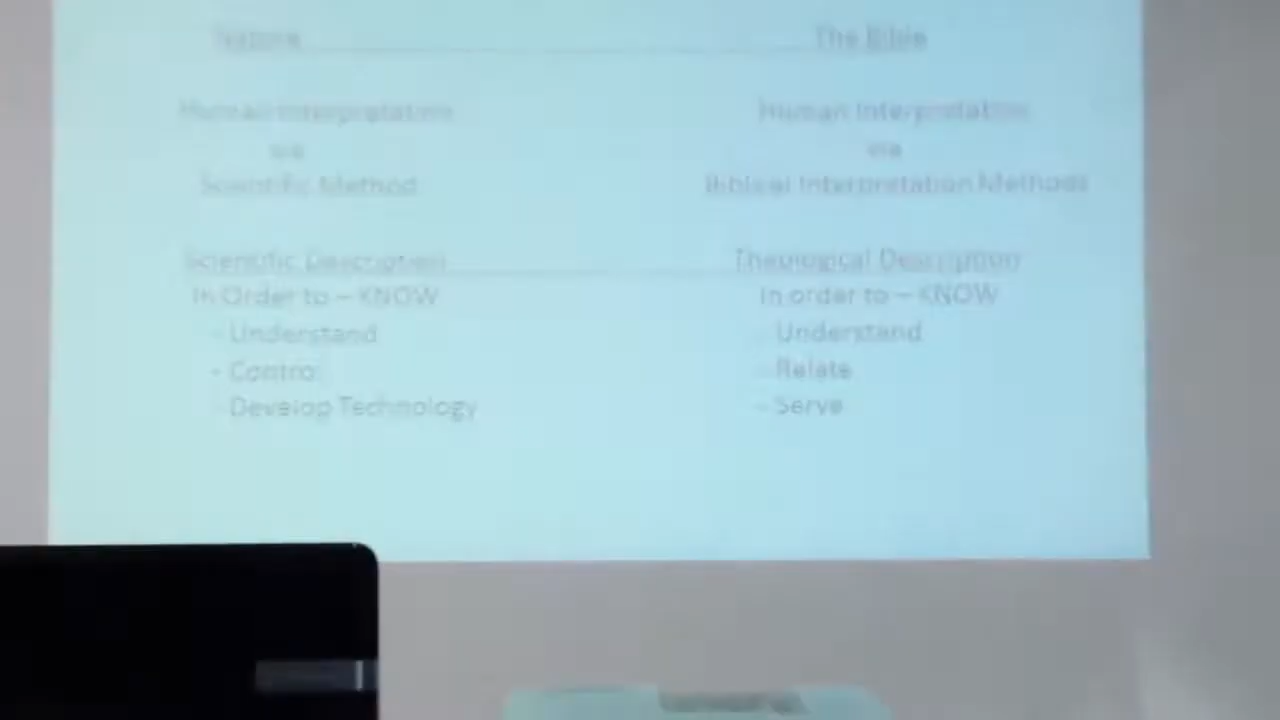 Nature The Bible
Human Interpretation Human Interpretation
via via
Scientific Method Biblical Interpretation Methods
Scientific Description Theological Description
In Order to – KNOW In order to – KNOW
- Understand - Understand
- Control - Relate
- Develop Technology - Serve